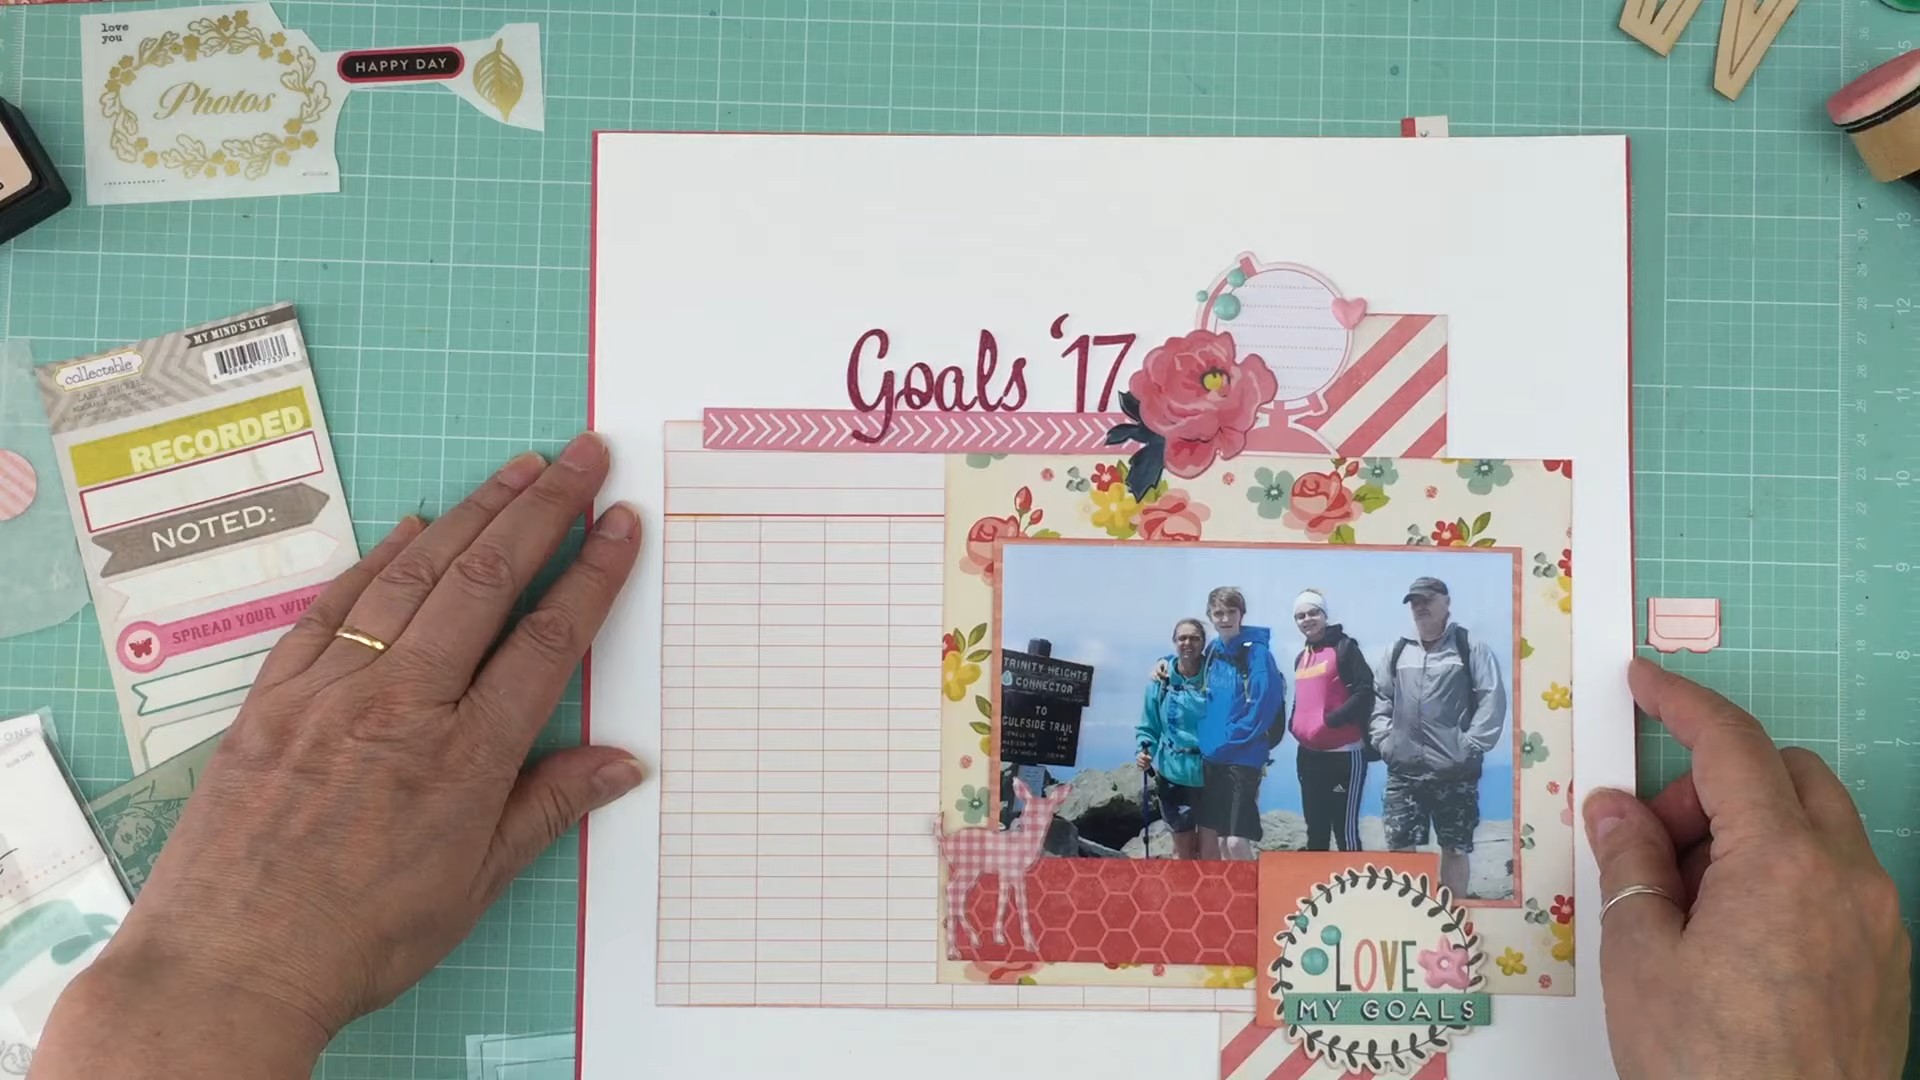 love
you
Photos
HAPPY DAY
MY MIND'S EYE
collectable
RECORDED
NOTED:
SPREAD YOUR WINGS
Goals '17
TRINITY HEIGHTS
CONNECTOR
TO
GULFSIDE TRAIL
LOVE
MY GOALS